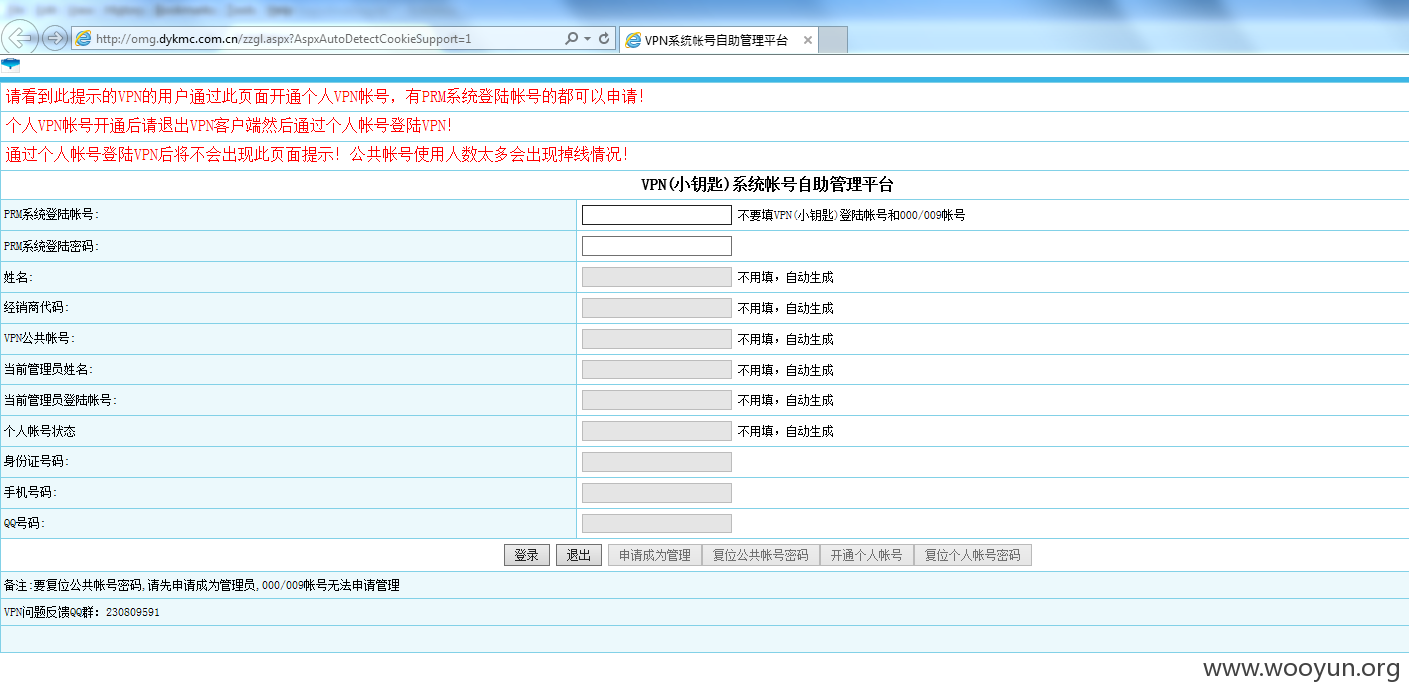 http://omg.dykmc.com.cn/zzgl.aspx?AspxAutoDetectCookieSupport=1
VPN系统帐号自助管理平台
请看到此提示的VPN的用户通过此页面开通个人VPN帐号，有PRM系统登陆帐号的都可以申请！
个人VPN帐号开通后请退出VPN客户端然后通过个人帐号登陆VPN！
通过个人帐号登陆VPN后将不会出现此页面提示！公共帐号使用人数太多会出现掉线情况！
VPN(小钥匙)系统帐号自助管理平台
PRM系统登陆帐号: 不要填VPN(小钥匙)登陆帐号和000/009帐号
PRM系统登陆密码:
姓名: 不用填，自动生成
经销商代码: 不用填，自动生成
VPN公共帐号: 不用填，自动生成
当前管理员姓名: 不用填，自动生成
当前管理员登陆帐号: 不用填，自动生成
个人帐号状态 不用填，自动生成
身份证号码:
手机号码:
QQ号码:
登录 退出 申请成为管理 复位公共帐号密码 开通个人帐号 复位个人帐号密码
备注:要复位公共帐号密码,请先申请成为管理员,000/009帐号无法申请管理
VPN问题反馈QQ群: 230809591
www.wooyun.org